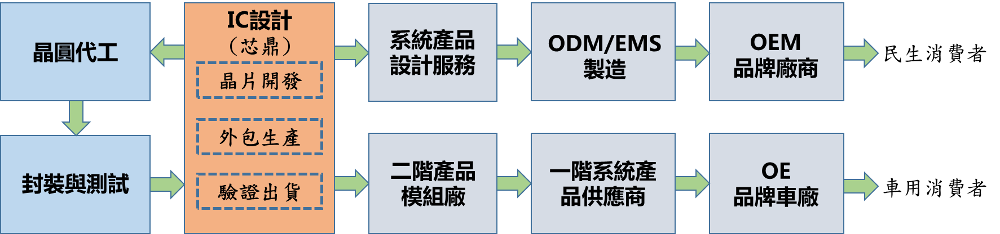 晶圓代工
封裝與測試
IC設計
（芯鼎）
晶片開發
外包生產
驗證出貨
系統產品
設計服務
ODM/EMS
製造
OEM
品牌廠商
民生消費者
二階產品
模組廠
一階系統產
品供應商
OE
品牌車廠
車用消費者